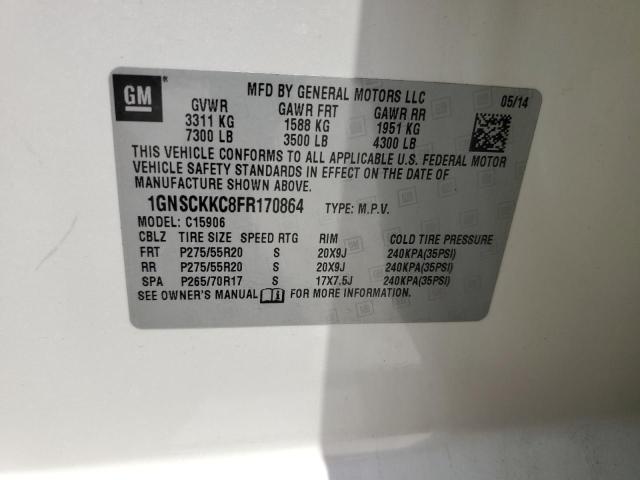 GM
MFD BY GENERAL MOTORS LLC
05/14
GVWR GAWR FRT GAWR RR
3311 KG 1588 KG 1951 KG
7300 LB 3500 LB 4300 LB
THIS VEHICLE CONFORMS TO ALL APPLICABLE U.S. FEDERAL MOTOR
VEHICLE SAFETY STANDARDS IN EFFECT ON THE DATE OF
MANUFACTURE SHOWN ABOVE.
1GNSCKKC8FR170864 TYPE: M.P.V.
MODEL: C15906
CBLZ TIRE SIZE SPEED RTG RIM COLD TIRE PRESSURE
FRT P275/55R20 S 20X9J 240KPA(35PSI)
RR P275/55R20 S 20X9J 240KPA(35PSI)
SPA P265/70R17 S 17X7.5J 240KPA(35PSI)
SEE OWNER'S MANUAL FOR MORE INFORMATION.